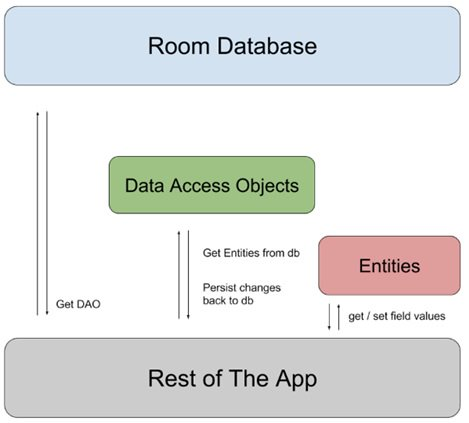 Room Database
Data Access Objects
Get Entities from db
Persist changes
back to db
Entities
Get DAO
get / set field values
Rest of The App